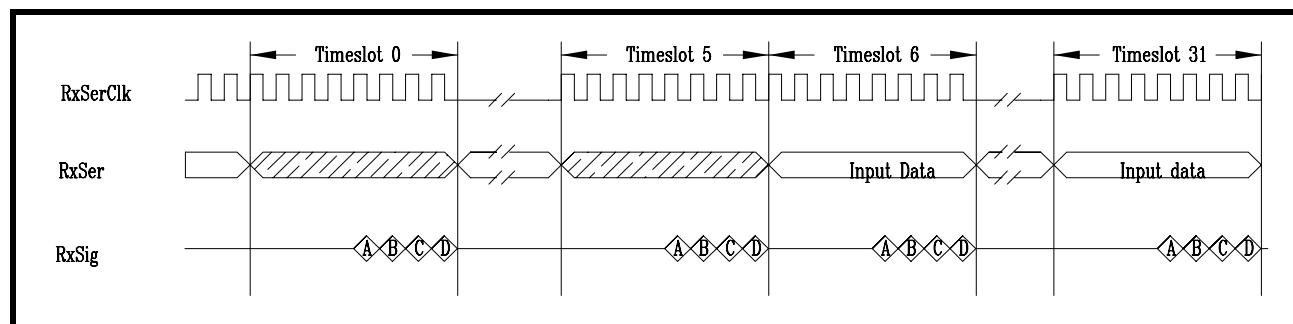 Timeslot 0 Timeslot 5 Timeslot 6 Timeslot 31
RxSerClk
RxSer Input Data Input data
RxSig A B C D A B C D A B C D A B C D